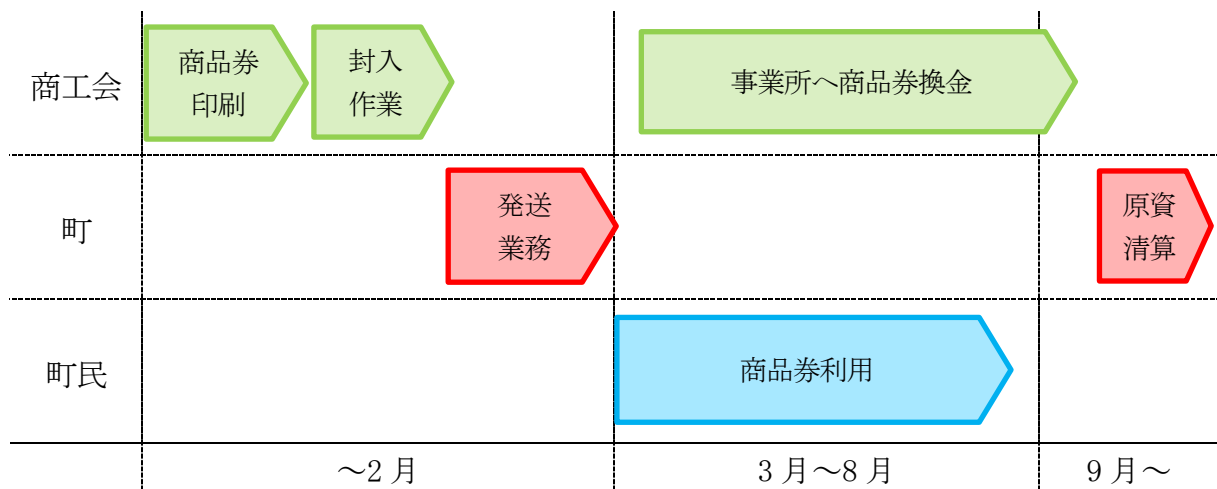 商工会
商品券
印刷
封入
作業
事業所へ商品券換金
町
発送
業務
原資
清算
町民
商品券利用
～2 月
3 月～8 月
9 月～